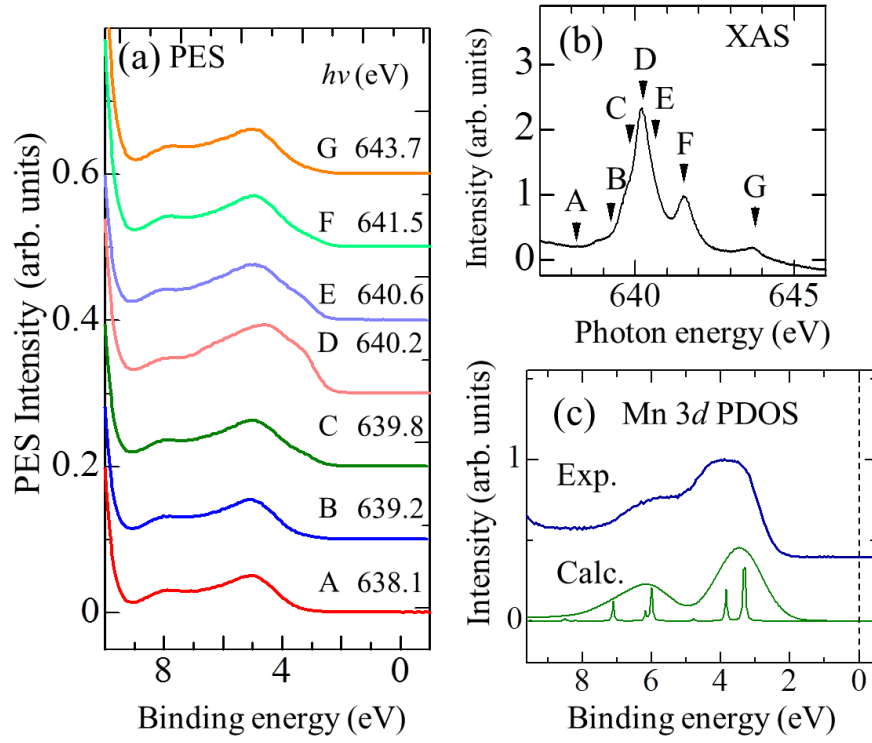 (a) PES
hν (eV)
G 643.7
F 641.5
E 640.6
D 640.2
C 639.8
B 639.2
A 638.1
0.6
0.4
0.2
0
PES Intensity (arb. units)
8 4 0
Binding energy (eV)
(b) XAS
D
C E
B F
A G
3
2
1
0
Intensity (arb. units)
640 645
Photon energy (eV)
(c) Mn 3d PDOS
Exp.
Calc.
1
0
Intensity (arb. units)
8 6 4 2 0
Binding energy (eV)